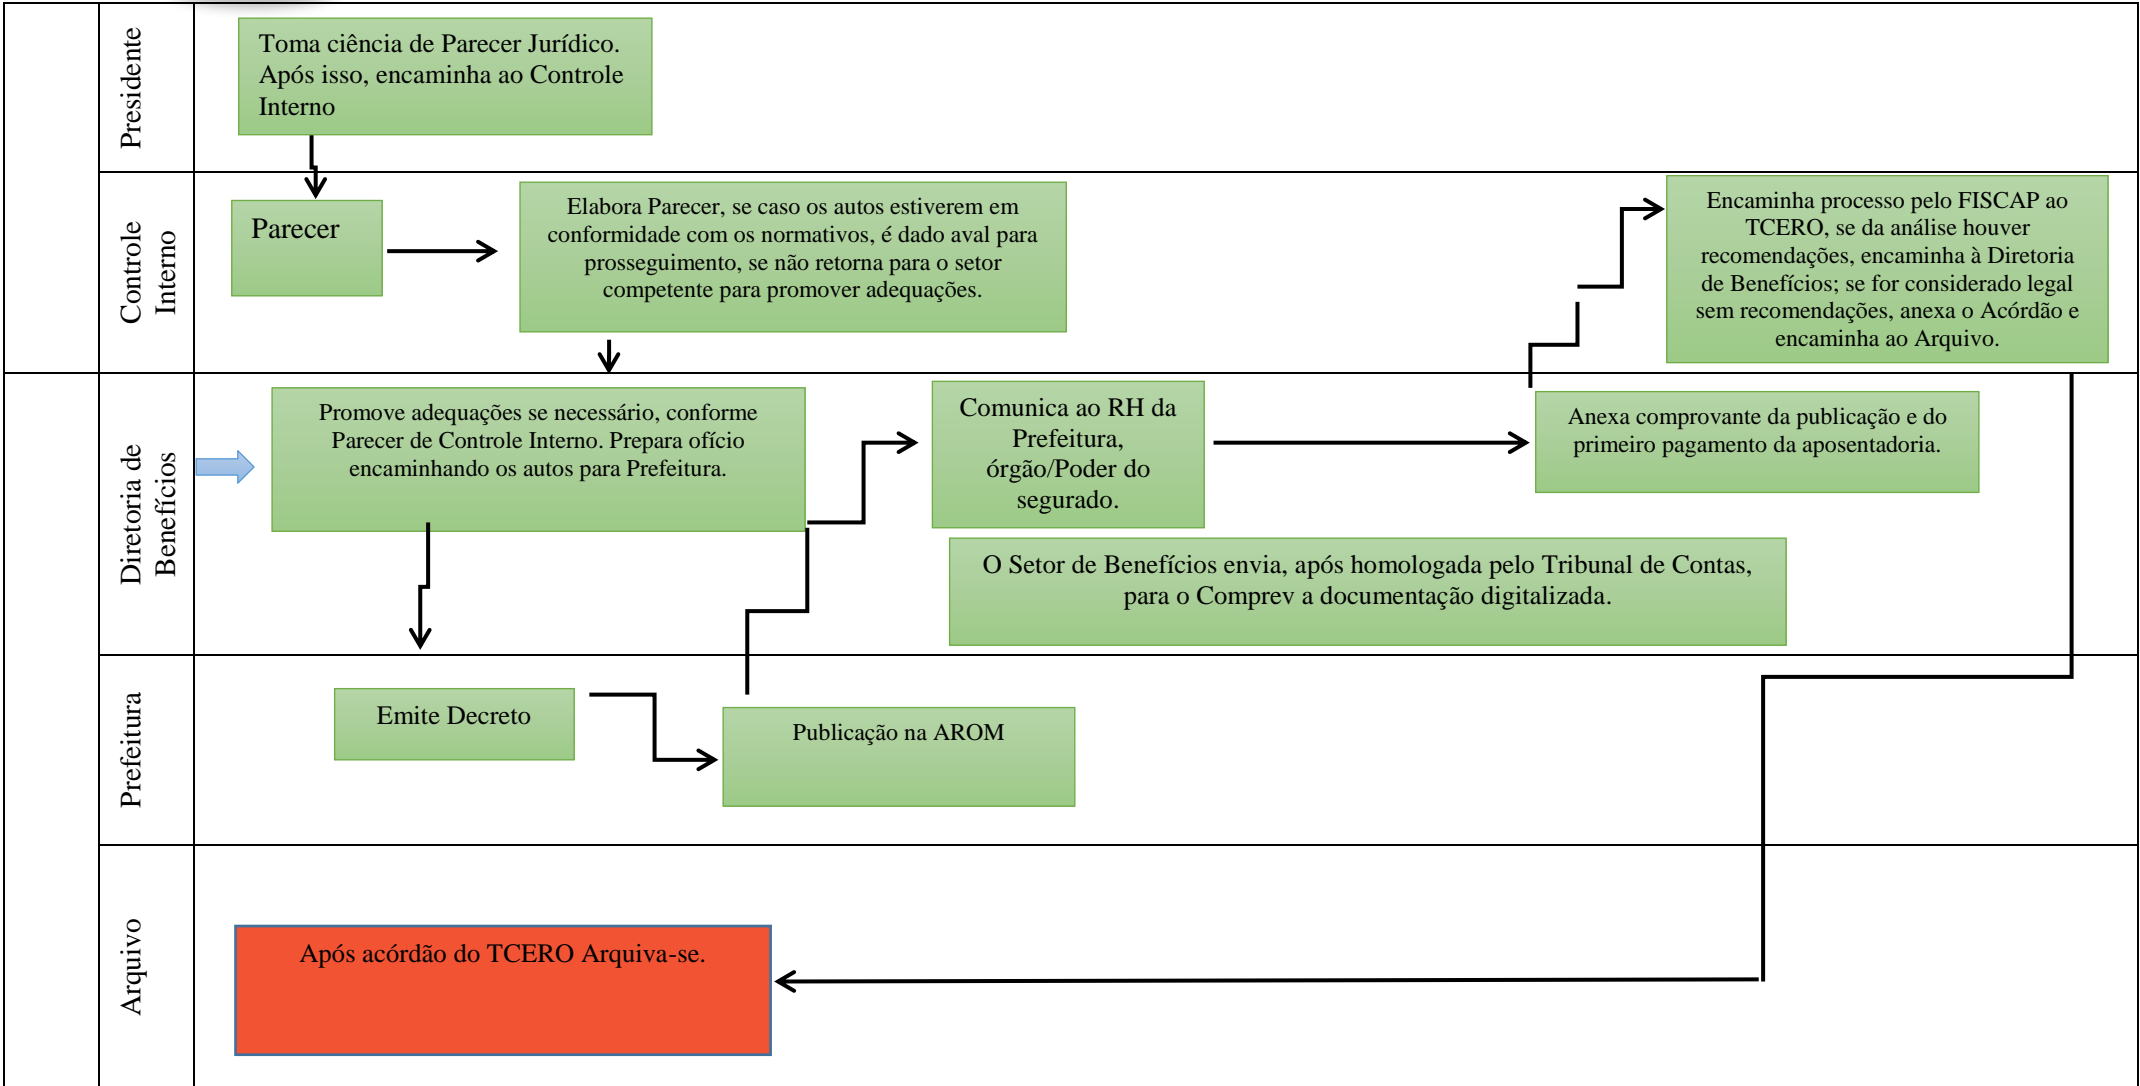 Presidente
Toma ciência de Parecer Jurídico.
Após isso, encaminha ao Controle
Interno
Controle
Interno
Parecer
Elabora Parecer, se caso os autos estiverem em
conformidade com os normativos, é dado aval para
prosseguimento, se não retorna para o setor
competente para promover adequações.
Encaminha processo pelo FISCAP ao
TCERO, se da análise houver
recomendações, encaminha à Diretoria
de Benefícios; se for considerado legal
sem recomendações, anexa o Acórdão e
encaminha ao Arquivo.
Diretoria de
Benefícios
Promove adequações se necessário, conforme
Parecer de Controle Interno. Prepara ofício
encaminhando os autos para Prefeitura.
Comunica ao RH da
Prefeitura,
órgão/Poder do
segurado.
Anexa comprovante da publicação e do
primeiro pagamento da aposentadoria.
O Setor de Benefícios envia, após homologada pelo Tribunal de Contas,
para o Comprev a documentação digitalizada.
Prefeitura
Emite Decreto
Publicação na AROM
Arquivo
Após acórdão do TCERO Arquiva-se.